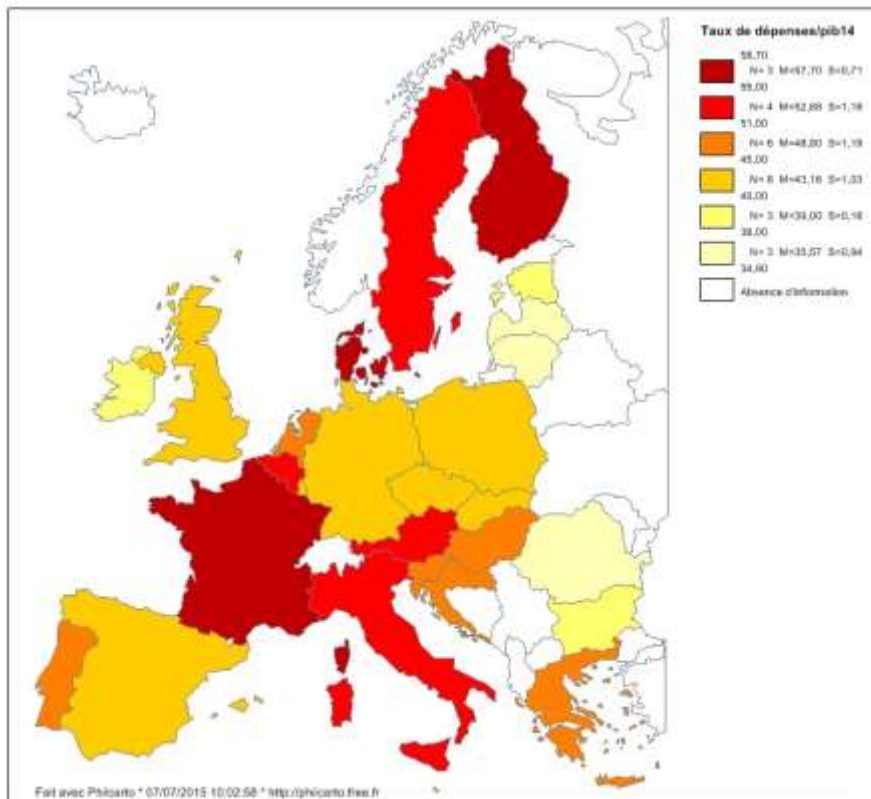 Taux de dépenses/pib14
58,70
N= 3 M=57,70 S=0,71
55,00
N= 4 M=52,88 S=1,16
51,00
N= 6 M=48,80 S=1,19
45,00
N= 8 M=43,16 S=1,03
40,00
N= 3 M=39,00 S=0,16
38,00
N= 3 M=35,57 S=0,94
34,90
Absence d'information
Fait avec Philcarto * 07/07/2015 10:02:58 * http://philcarto.free.fr